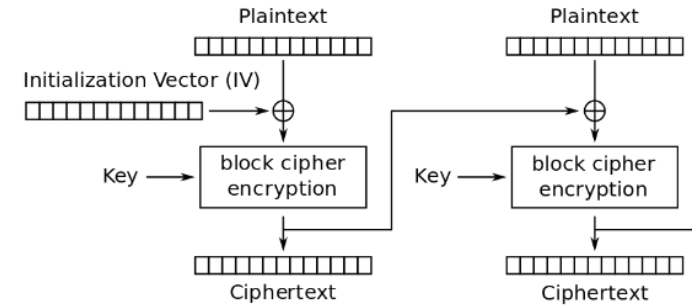 Plaintext
Plaintext
Initialization Vector (IV)
Key
block cipher
encryption
Key
block cipher
encryption
Ciphertext
Ciphertext